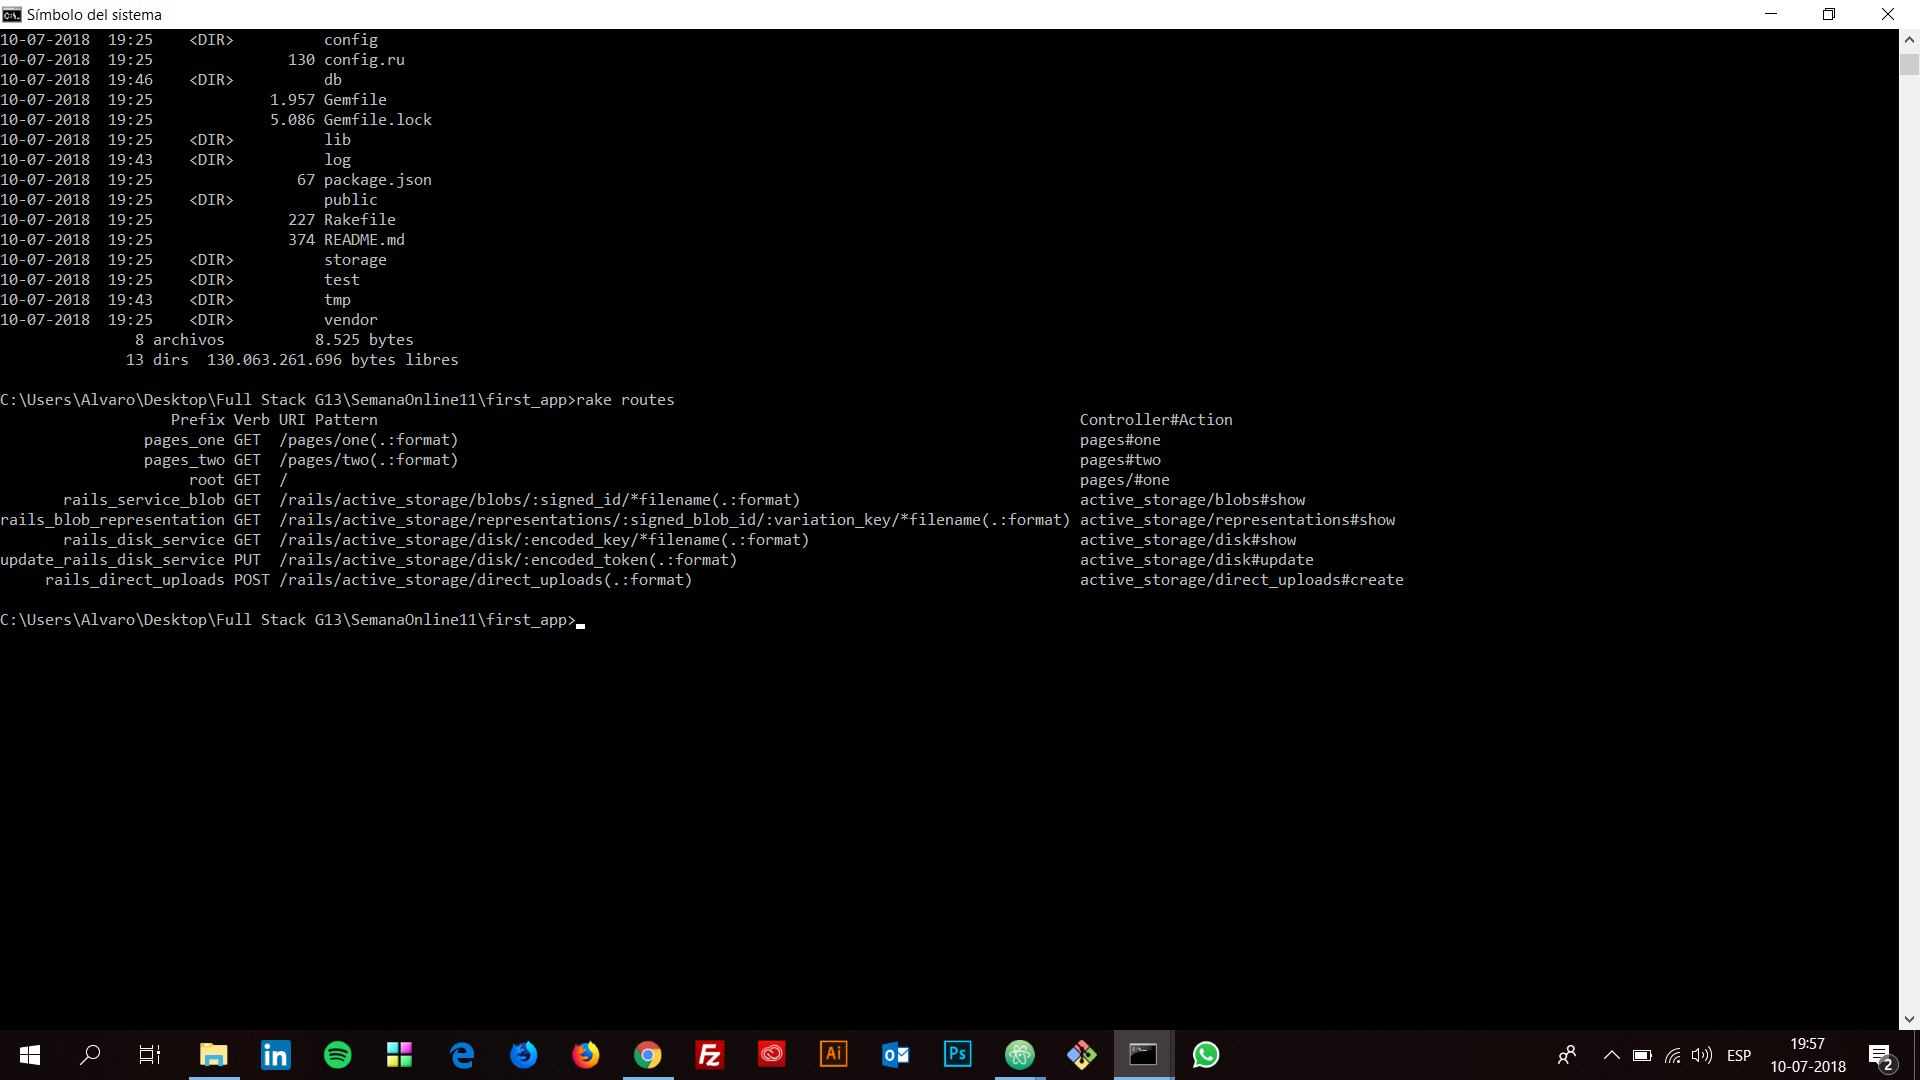 Símbolo del sistema
10-07-2018  19:25    <DIR>          config
10-07-2018  19:25               130 config.ru
10-07-2018  19:46    <DIR>          db
10-07-2018  19:25             1.957 Gemfile
10-07-2018  19:25             5.086 Gemfile.lock
10-07-2018  19:25    <DIR>          lib
10-07-2018  19:43    <DIR>          log
10-07-2018  19:25                67 package.json
10-07-2018  19:25    <DIR>          public
10-07-2018  19:25               227 Rakefile
10-07-2018  19:25               374 README.md
10-07-2018  19:25    <DIR>          storage
10-07-2018  19:25    <DIR>          test
10-07-2018  19:43    <DIR>          tmp
10-07-2018  19:25    <DIR>          vendor
               8 archivos          8.525 bytes
              13 dirs  130.063.261.696 bytes libres
C:\Users\Alvaro\Desktop\Full Stack G13\SemanaOnline11\first_app>rake routes
                   Prefix Verb URI Pattern                                                                              Controller#Action
                pages_one GET  /pages/one(.:format)                                                                     pages#one
                pages_two GET  /pages/two(.:format)                                                                     pages#two
                     root GET  /                                                                                        pages/#one
       rails_service_blob GET  /rails/active_storage/blobs/:signed_id/*filename(.:format)                               active_storage/blobs#show
rails_blob_representation GET  /rails/active_storage/representations/:signed_blob_id/:variation_key/*filename(.:format) active_storage/representations#show
       rails_disk_service GET  /rails/active_storage/disk/:encoded_key/*filename(.:format)                              active_storage/disk#show
update_rails_disk_service PUT  /rails/active_storage/disk/:encoded_token(.:format)                                      active_storage/disk#update
     rails_direct_uploads POST /rails/active_storage/direct_uploads(.:format)                                           active_storage/direct_uploads#create
C:\Users\Alvaro\Desktop\Full Stack G13\SemanaOnline11\first_app>
ESP
19:57
10-07-2018
2